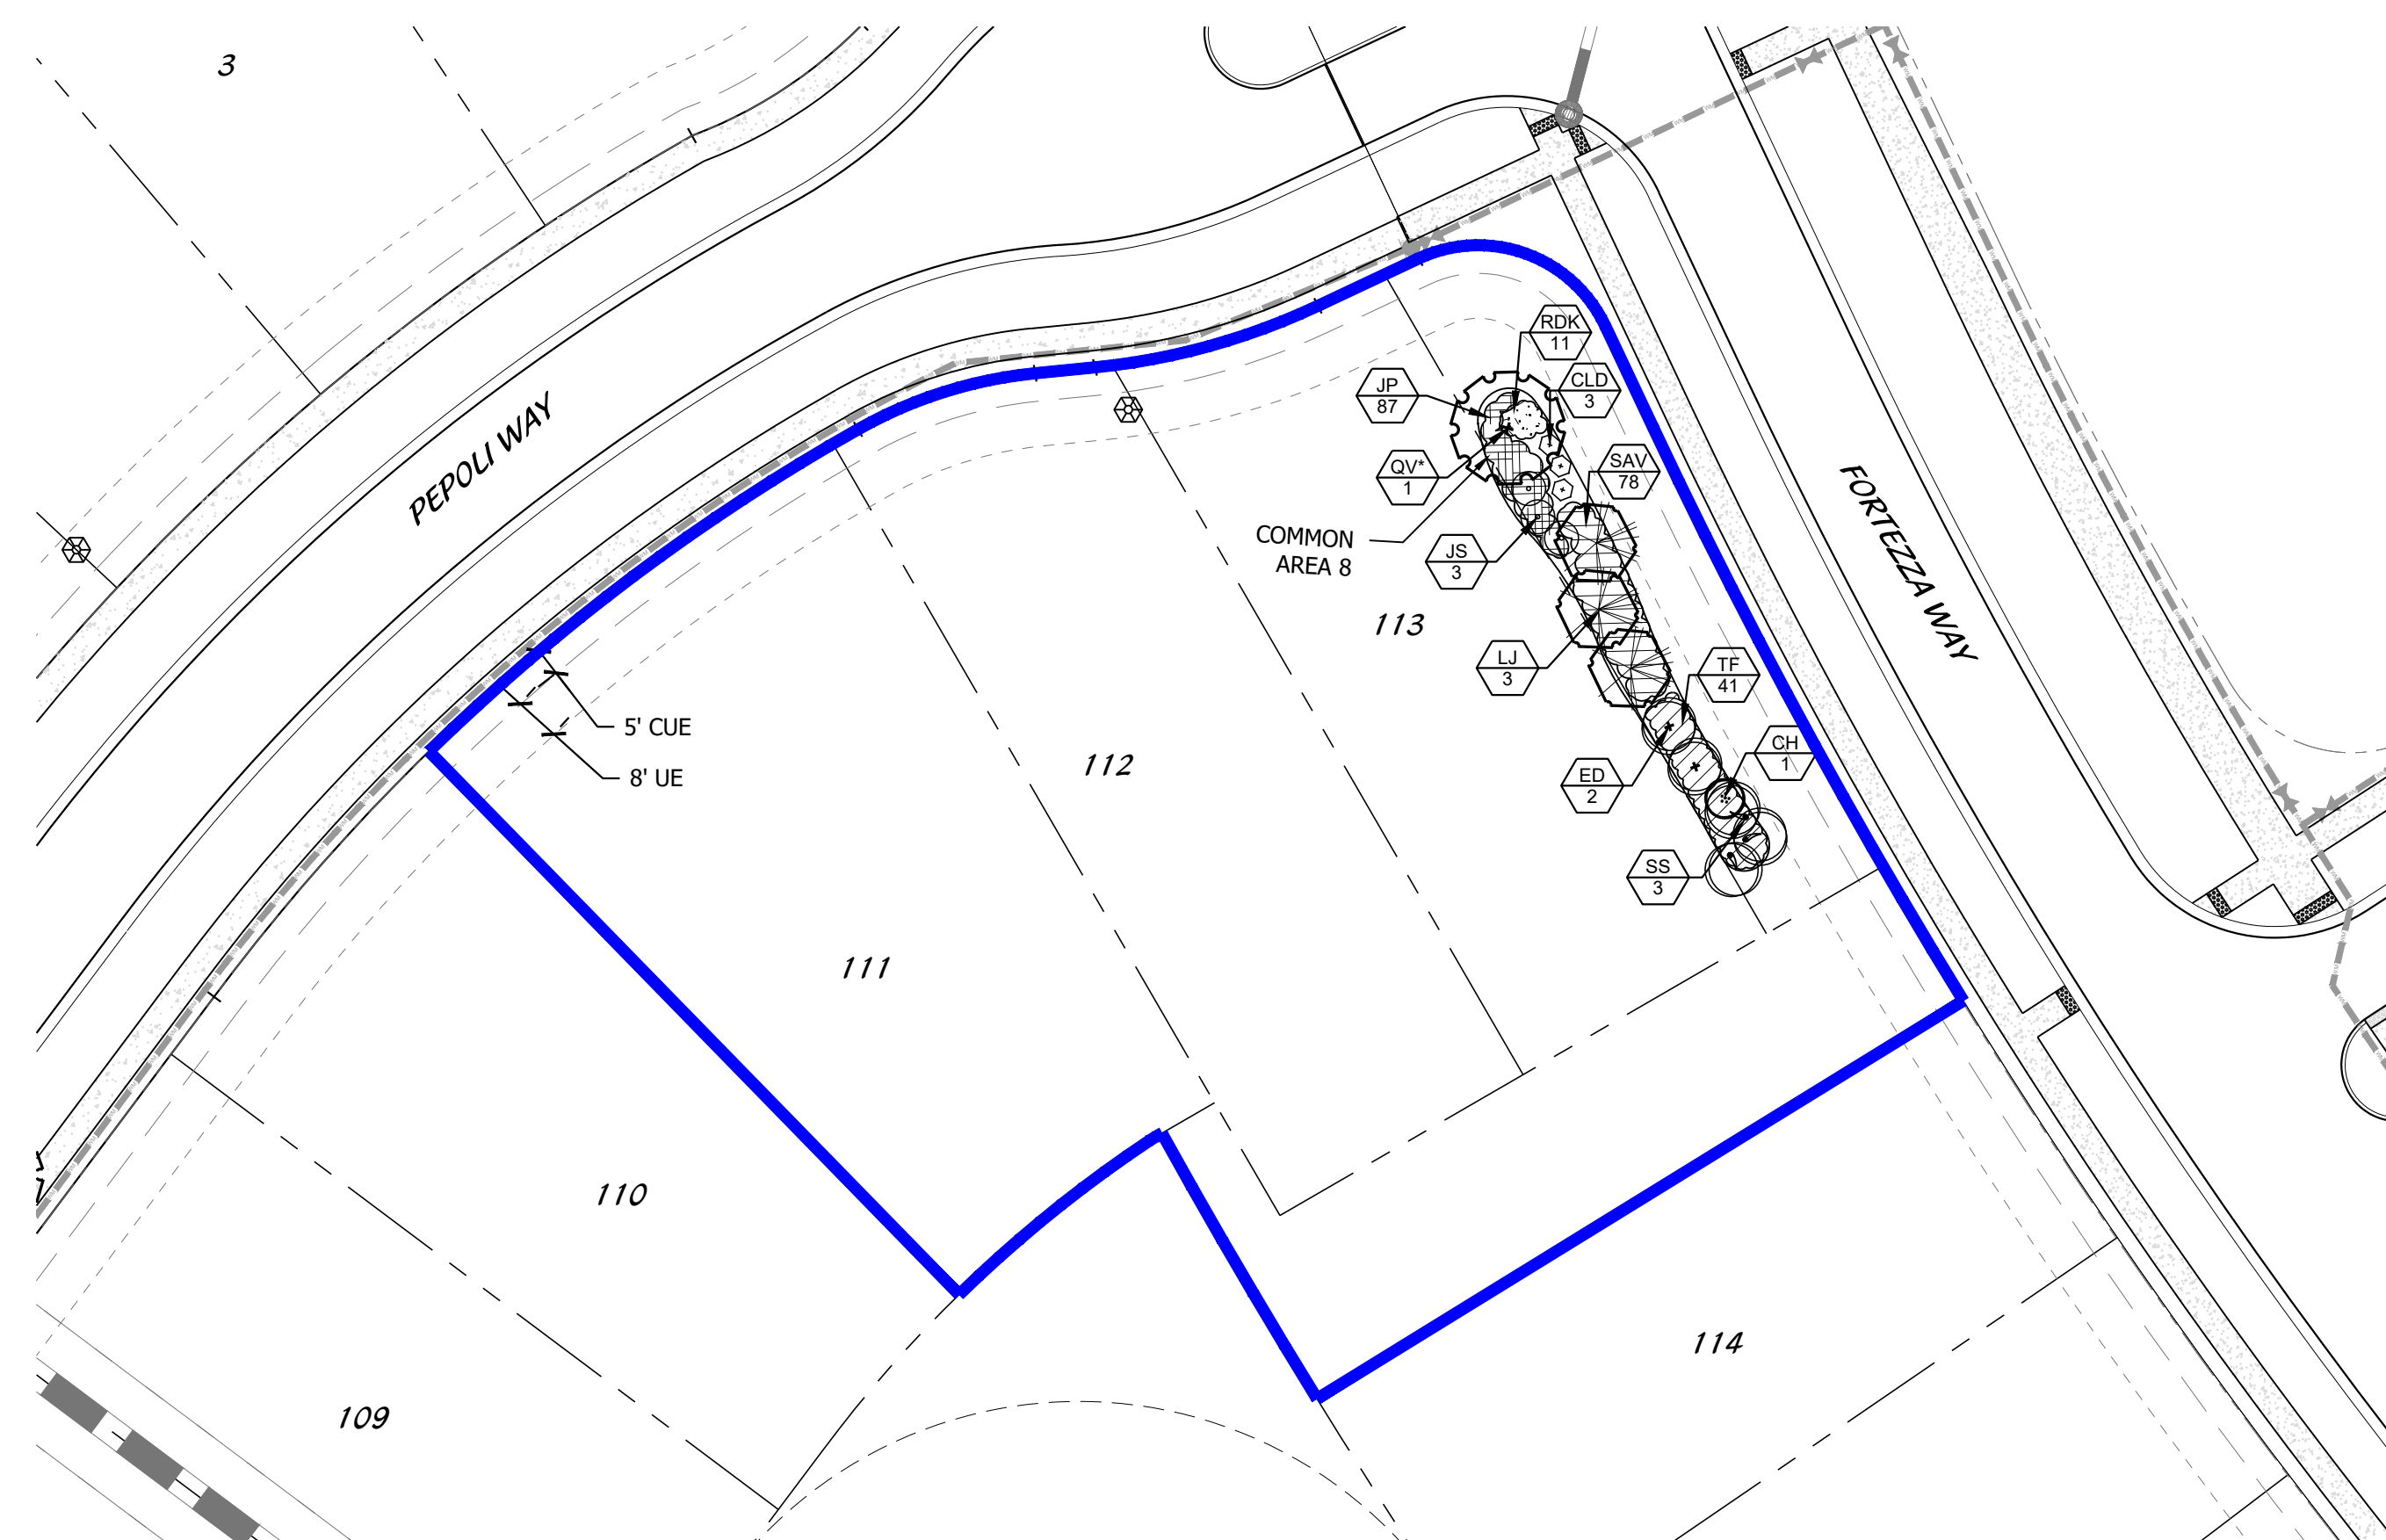 3
PEPOLI WAY
FORTEZZA WAY
RDK
11
JP
87
CLD
3
QV*
1
SAV
78
COMMON
AREA 8
JS
3
113
LJ
3
TF
41
5' CUE
8' UE
112
CH
1
ED
2
SS
3
111
110
114
109